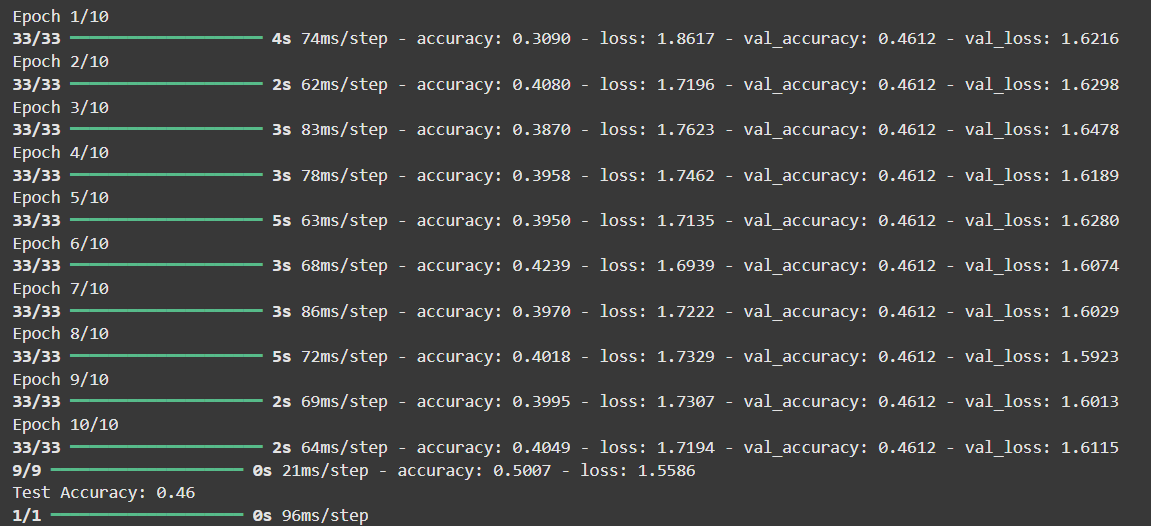 Epoch 1/10
33/33 ━━━━━━━━━━━━━━━━━━━━ 4s 74ms/step - accuracy: 0.3090 - loss: 1.8617 - val_accuracy: 0.4612 - val_loss: 1.6216
Epoch 2/10
33/33 ━━━━━━━━━━━━━━━━━━━━ 2s 62ms/step - accuracy: 0.4080 - loss: 1.7196 - val_accuracy: 0.4612 - val_loss: 1.6298
Epoch 3/10
33/33 ━━━━━━━━━━━━━━━━━━━━ 3s 83ms/step - accuracy: 0.3870 - loss: 1.7623 - val_accuracy: 0.4612 - val_loss: 1.6478
Epoch 4/10
33/33 ━━━━━━━━━━━━━━━━━━━━ 3s 78ms/step - accuracy: 0.3958 - loss: 1.7462 - val_accuracy: 0.4612 - val_loss: 1.6189
Epoch 5/10
33/33 ━━━━━━━━━━━━━━━━━━━━ 5s 63ms/step - accuracy: 0.3950 - loss: 1.7135 - val_accuracy: 0.4612 - val_loss: 1.6280
Epoch 6/10
33/33 ━━━━━━━━━━━━━━━━━━━━ 3s 68ms/step - accuracy: 0.4239 - loss: 1.6939 - val_accuracy: 0.4612 - val_loss: 1.6074
Epoch 7/10
33/33 ━━━━━━━━━━━━━━━━━━━━ 3s 86ms/step - accuracy: 0.3970 - loss: 1.7222 - val_accuracy: 0.4612 - val_loss: 1.6029
Epoch 8/10
33/33 ━━━━━━━━━━━━━━━━━━━━ 5s 72ms/step - accuracy: 0.4018 - loss: 1.7329 - val_accuracy: 0.4612 - val_loss: 1.5923
Epoch 9/10
33/33 ━━━━━━━━━━━━━━━━━━━━ 2s 69ms/step - accuracy: 0.3995 - loss: 1.7307 - val_accuracy: 0.4612 - val_loss: 1.6013
Epoch 10/10
33/33 ━━━━━━━━━━━━━━━━━━━━ 2s 64ms/step - accuracy: 0.4049 - loss: 1.7194 - val_accuracy: 0.4612 - val_loss: 1.6115
9/9 ━━━━━━━━━━━━━━━━━━━━ 0s 21ms/step - accuracy: 0.5007 - loss: 1.5586
Test Accuracy: 0.46
1/1 ━━━━━━━━━━━━━━━━━━━━ 0s 96ms/step